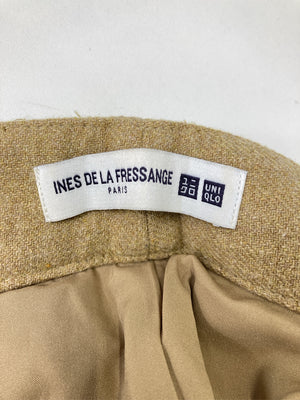 INES DE LA FRESSANGE
PARIS
ユニ
クロ
UNI
QLO